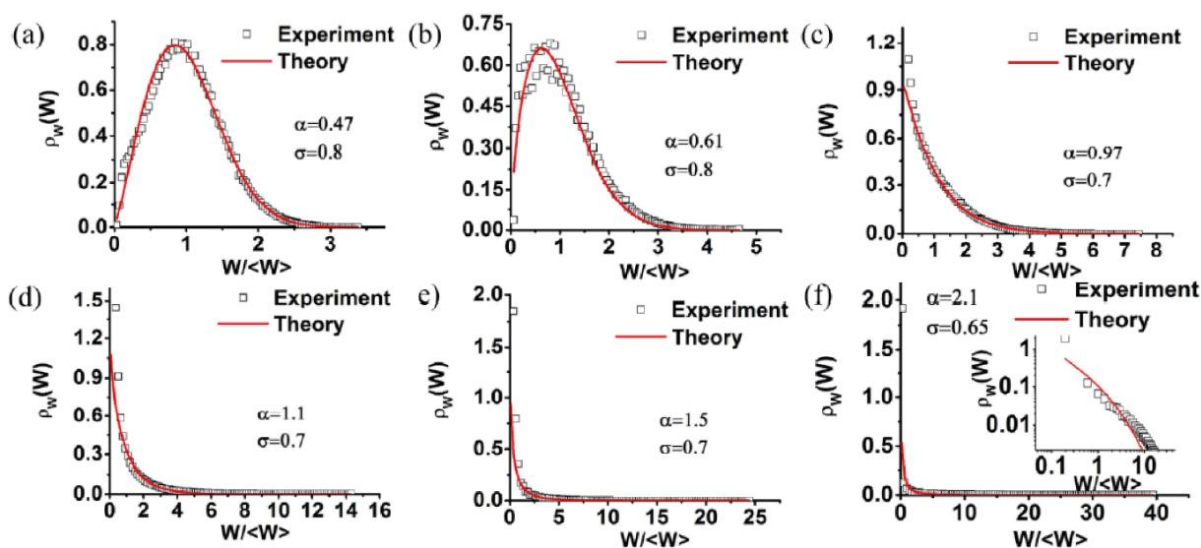 (a)
Experiment
Theory
α=0.47
σ=0.8
ρw(W)
0.8
0.6
0.4
0.2
0.0
0 1 2 3
W/<W>
(b)
Experiment
Theory
α=0.61
σ=0.8
ρw(W)
0.75
0.60
0.45
0.30
0.15
0.00
0 1 2 3 4 5
W/<W>
(c)
Experiment
Theory
α=0.97
σ=0.7
ρw(W)
1.2
0.9
0.6
0.3
0.0
0 1 2 3 4 5 6 7 8
W/<W>
(d)
Experiment
Theory
α=1.1
σ=0.7
ρw(W)
1.5
1.2
0.9
0.6
0.3
0.0
0 2 4 6 8 10 12 14 16
W/<W>
(e)
Experiment
Theory
α=1.5
σ=0.7
ρw(W)
2.0
1.5
1.0
0.5
0.0
0 5 10 15 20 25
W/<W>
(f)
α=2.1
σ=0.65
Experiment
Theory
ρw(W)
2.0
1.5
1.0
0.5
0.0
0 10 20 30 40
W/<W>
ρw(W)
1
0.1
0.01
0.1 1 10
W/<W>